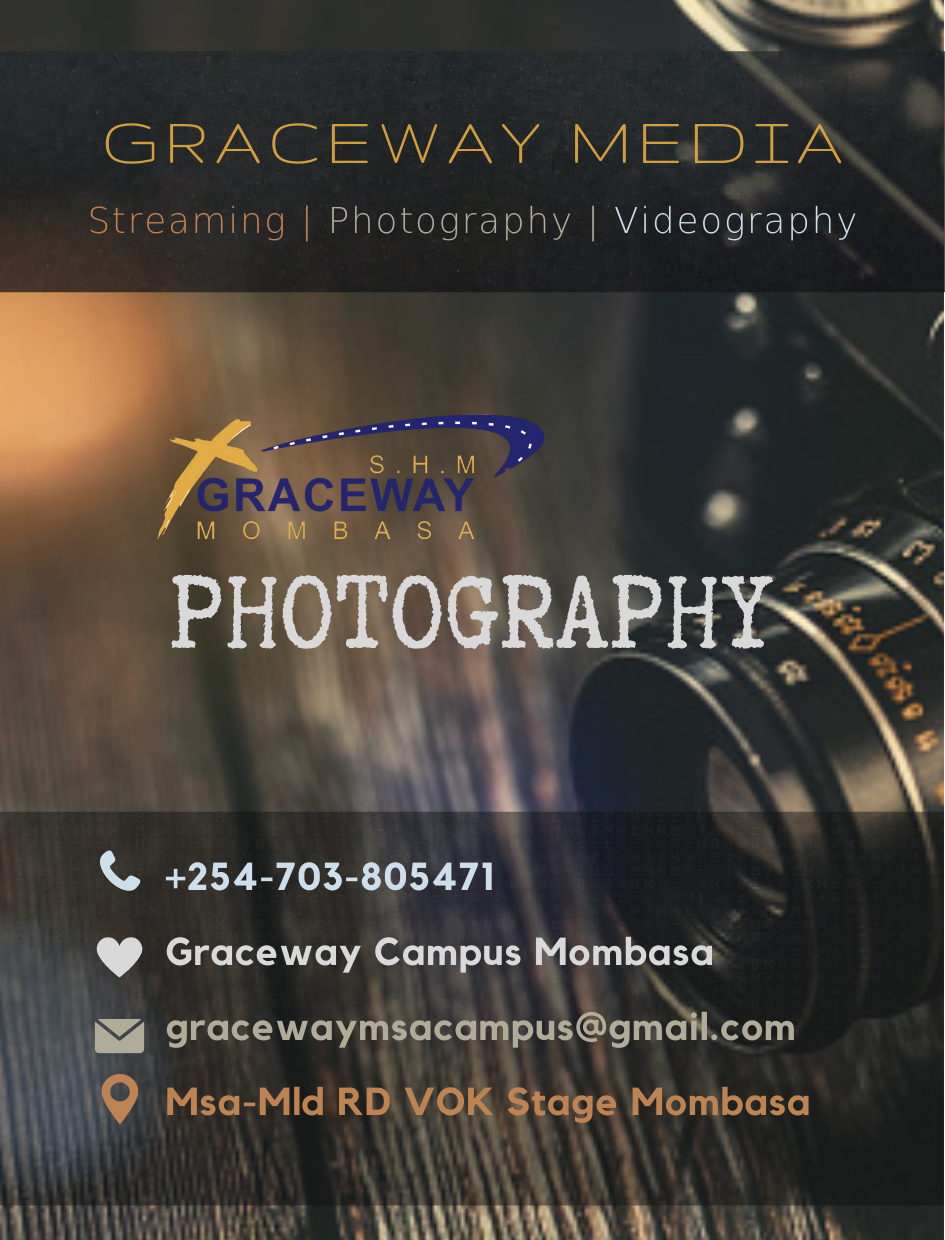 GRACEWAY MEDIA
Streaming | Photography | Videography
S.H.M
GRACEWAY
MOMBASA
PHOTOGRAPHY
+254-703-805471
Graceway Campus Mombasa
gracewaymsacampus@gmail.com
Msa-Mld RD VOK Stage Mombasa